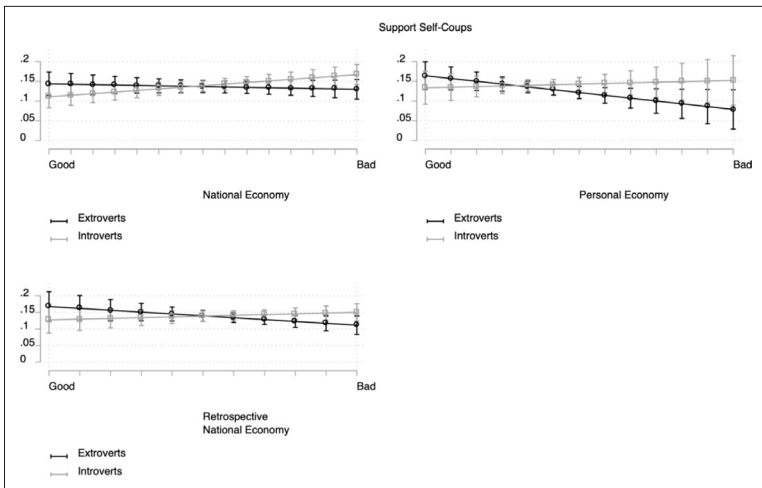 Support Self-Coups
.2
.15
.1
.05
0
Good
Bad
National Economy
Extroverts
Introverts
.2
.15
.1
.05
0
Good
Bad
Personal Economy
Extroverts
Introverts
.2
.15
.1
.05
0
Good
Bad
Retrospective
National Economy
Extroverts
Introverts